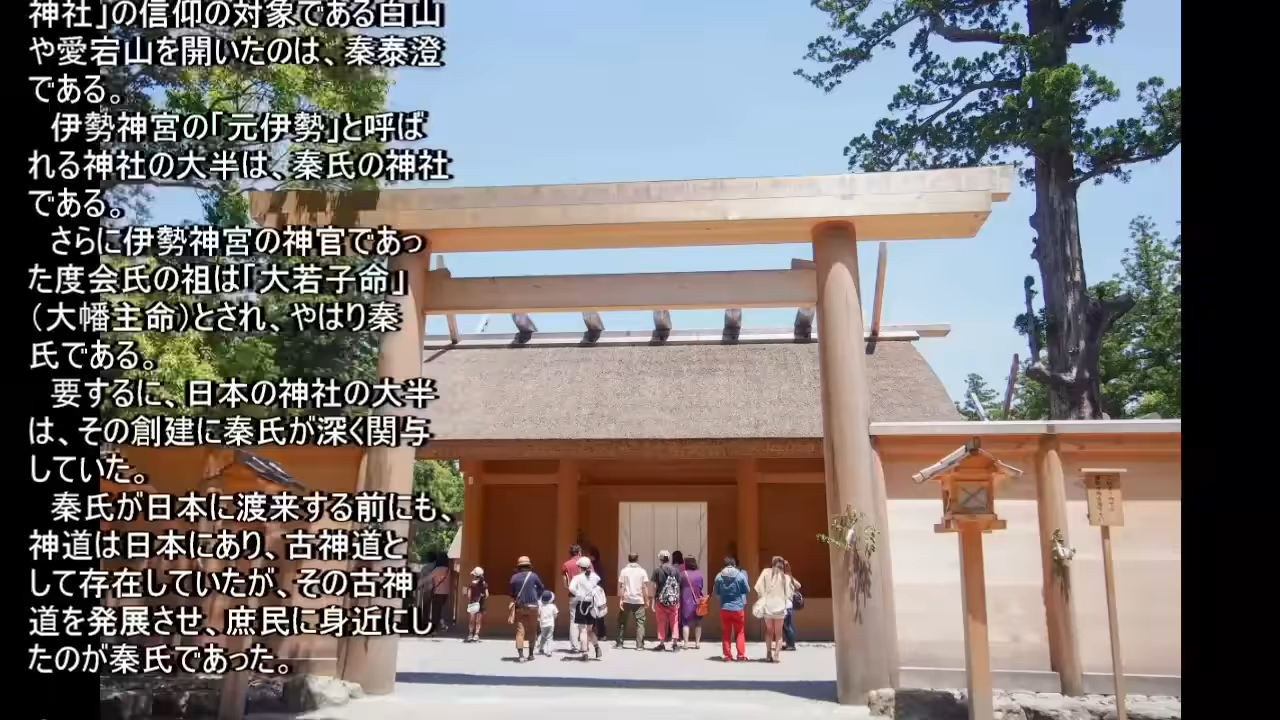 神社」の信仰の対象である白山
や愛宕山を開いたのは、秦泰澄
である。
伊勢神宮の「元伊勢」と呼ば
れる神社の大半は、秦氏の神社
である。
さらに伊勢神宮の神官であっ
た度会氏の祖は「大若子命」
（大幡主命）とされ、やはり秦
氏である。
要するに、日本の神社の大半
は、その創建に秦氏が深く関与
していた。
秦氏が日本に渡来する前にも、
神道は日本にあり、古神道と
して存在していたが、その古神
道を発展させ、庶民に身近にし
たのが秦氏であった。